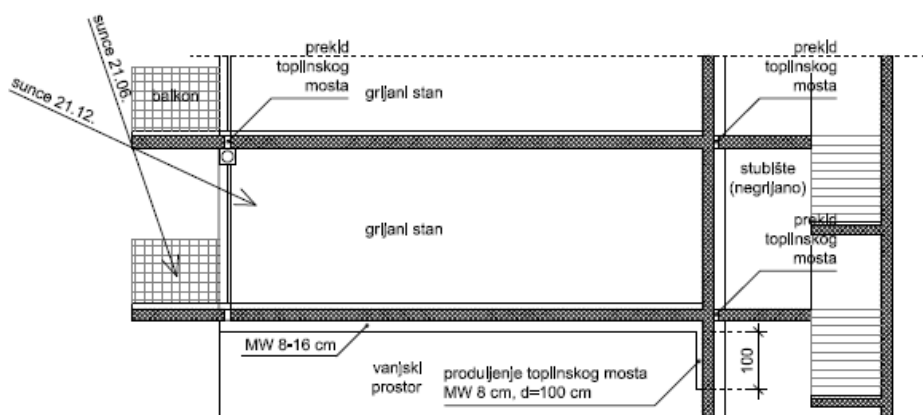 sunce 21.06.
sunce 21.12.
balkon
prekid
toplinskog
mosta
grijani stan
prekid
toplinskog
mosta
grijani stan
stubište
(negrijano)
prekid
toplinskog
mosta
MW 8-16 cm
vanjski
prostor
produljenje toplinskog mosta
MW 8 cm, d=100 cm
100